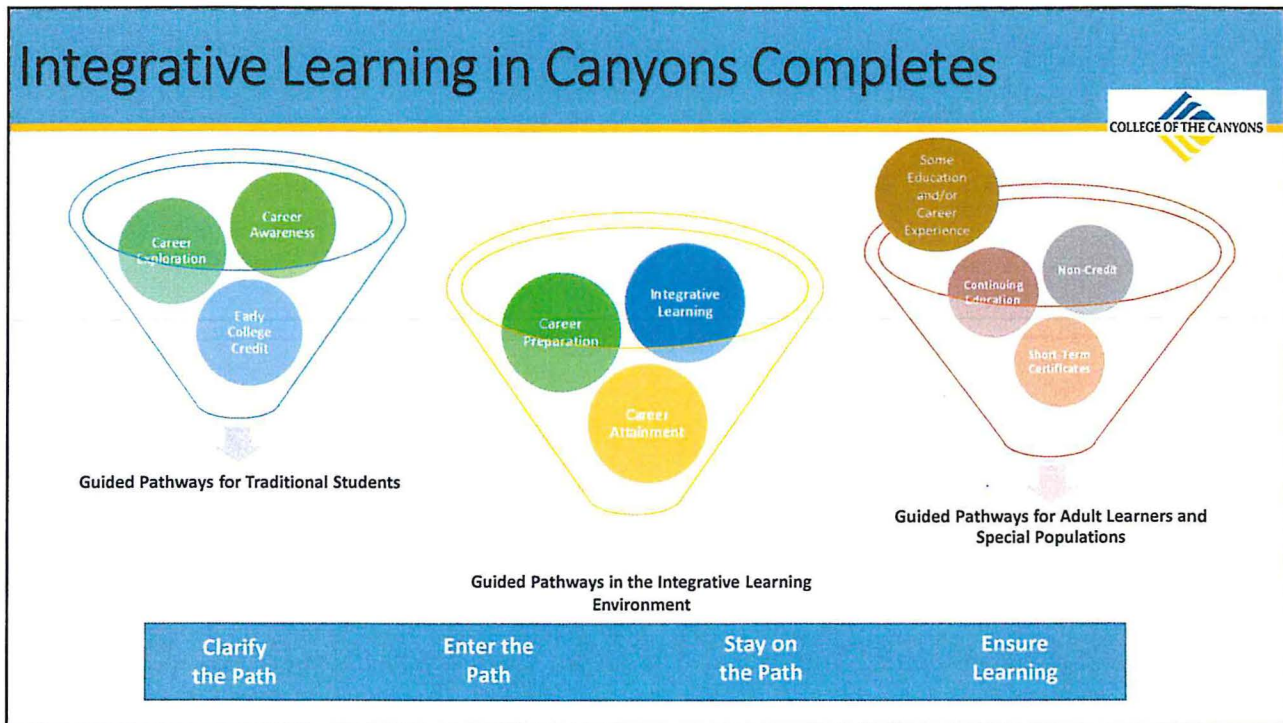 Integrative Learning in Canyons Completes
COLLEGE OF THE CANYONS
Career
Exploration
Career
Awareness
Early
College
Credit
Guided Pathways for Traditional Students
Career
Preparation
Integrative
Learning
Career
Attainment
Guided Pathways in the Integrative Learning
Environment
Some
Education
and/or
Career
Experience
Continuing
Education
Non-Credit
Short-Term
Certificates
Guided Pathways for Adult Learners and
Special Populations
Clarify
the Path
Enter the
Path
Stay on
the Path
Ensure
Learning